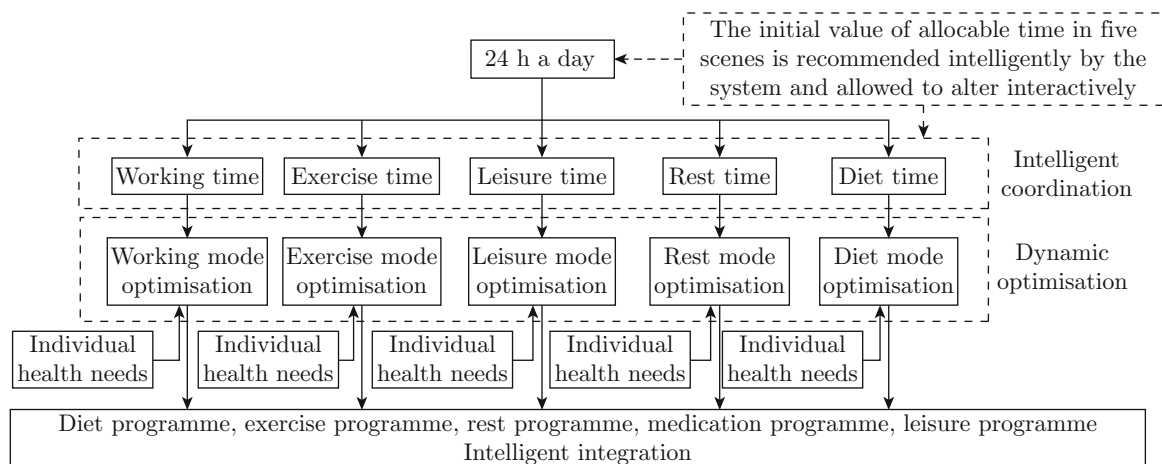 24 h a day
The initial value of allocable time in five
scenes is recommended intelligently by the
system and allowed to alter interactively
Working time
Exercise time
Leisure time
Rest time
Diet time
Intelligent
coordination
Working mode
optimisation
Exercise mode
optimisation
Leisure mode
optimisation
Rest mode
optimisation
Diet mode
optimisation
Dynamic
optimisation
Individual
health needs
Individual
health needs
Individual
health needs
Individual
health needs
Individual
health needs
Diet programme, exercise programme, rest programme, medication programme, leisure programme
Intelligent integration